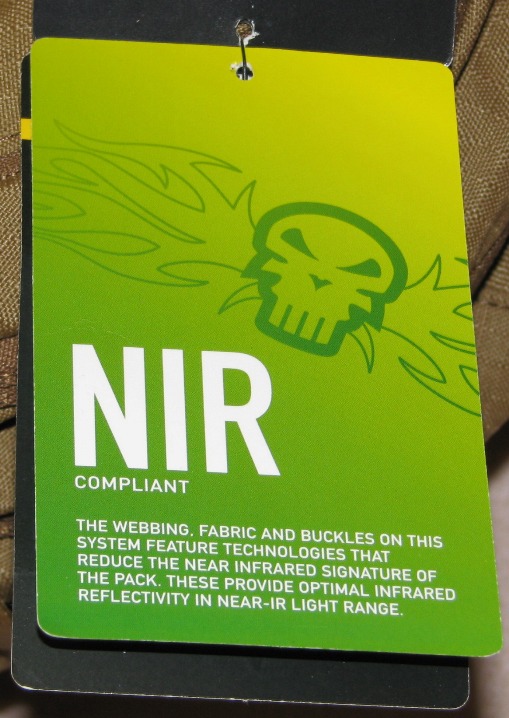 NIR
COMPLIANT
THE WEBBING, FABRIC AND BUCKLES ON THIS
SYSTEM FEATURE TECHNOLOGIES THAT
REDUCE THE NEAR INFRARED SIGNATURE OF
THE PACK. THESE PROVIDE OPTIMAL INFRARED
REFLECTIVITY IN NEAR-IR LIGHT RANGE.